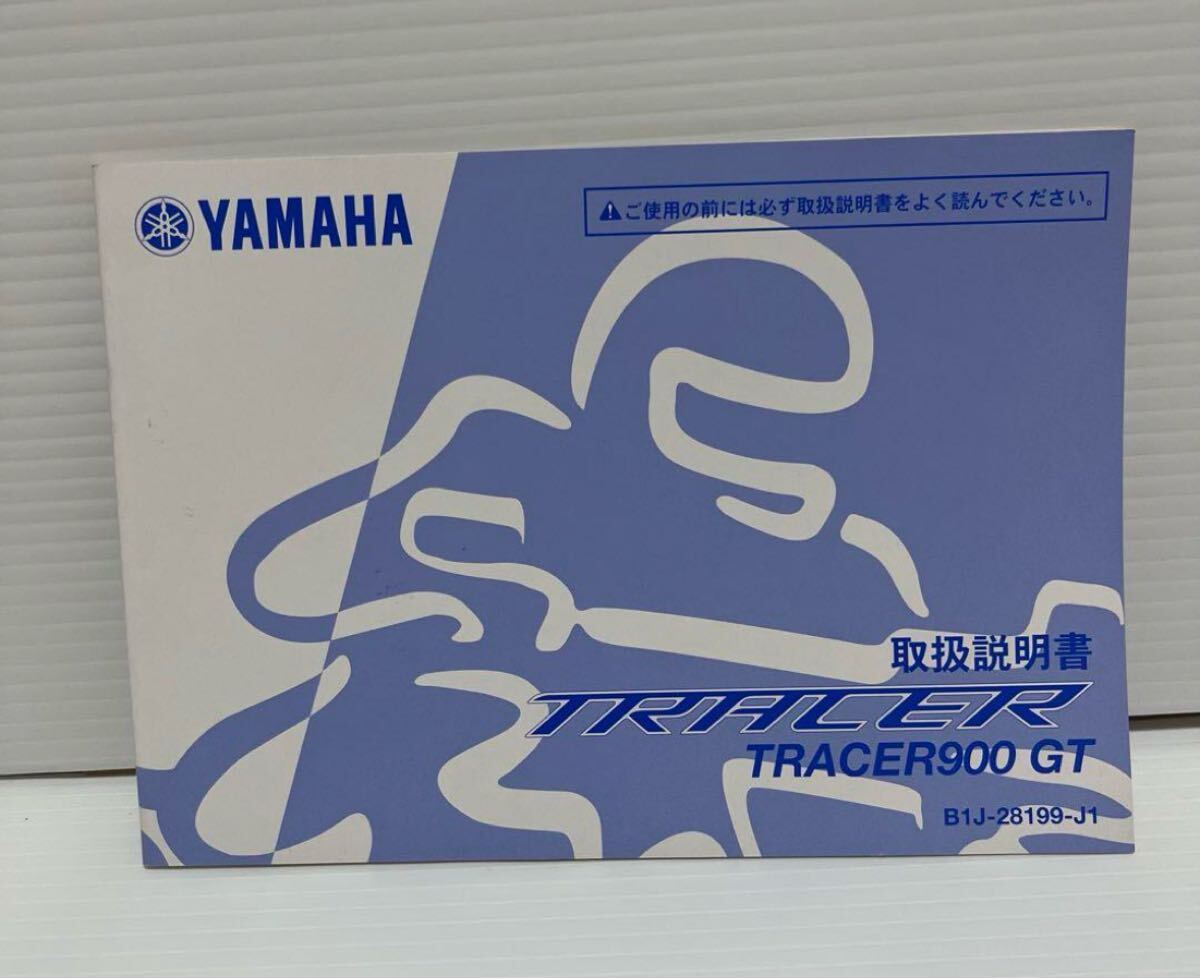 YAMAHA
⚠ご使用の前には必ず取扱説明書をよく読んでください。
取扱説明書
TRACER
TRACER900 GT
B1J-28199-J1